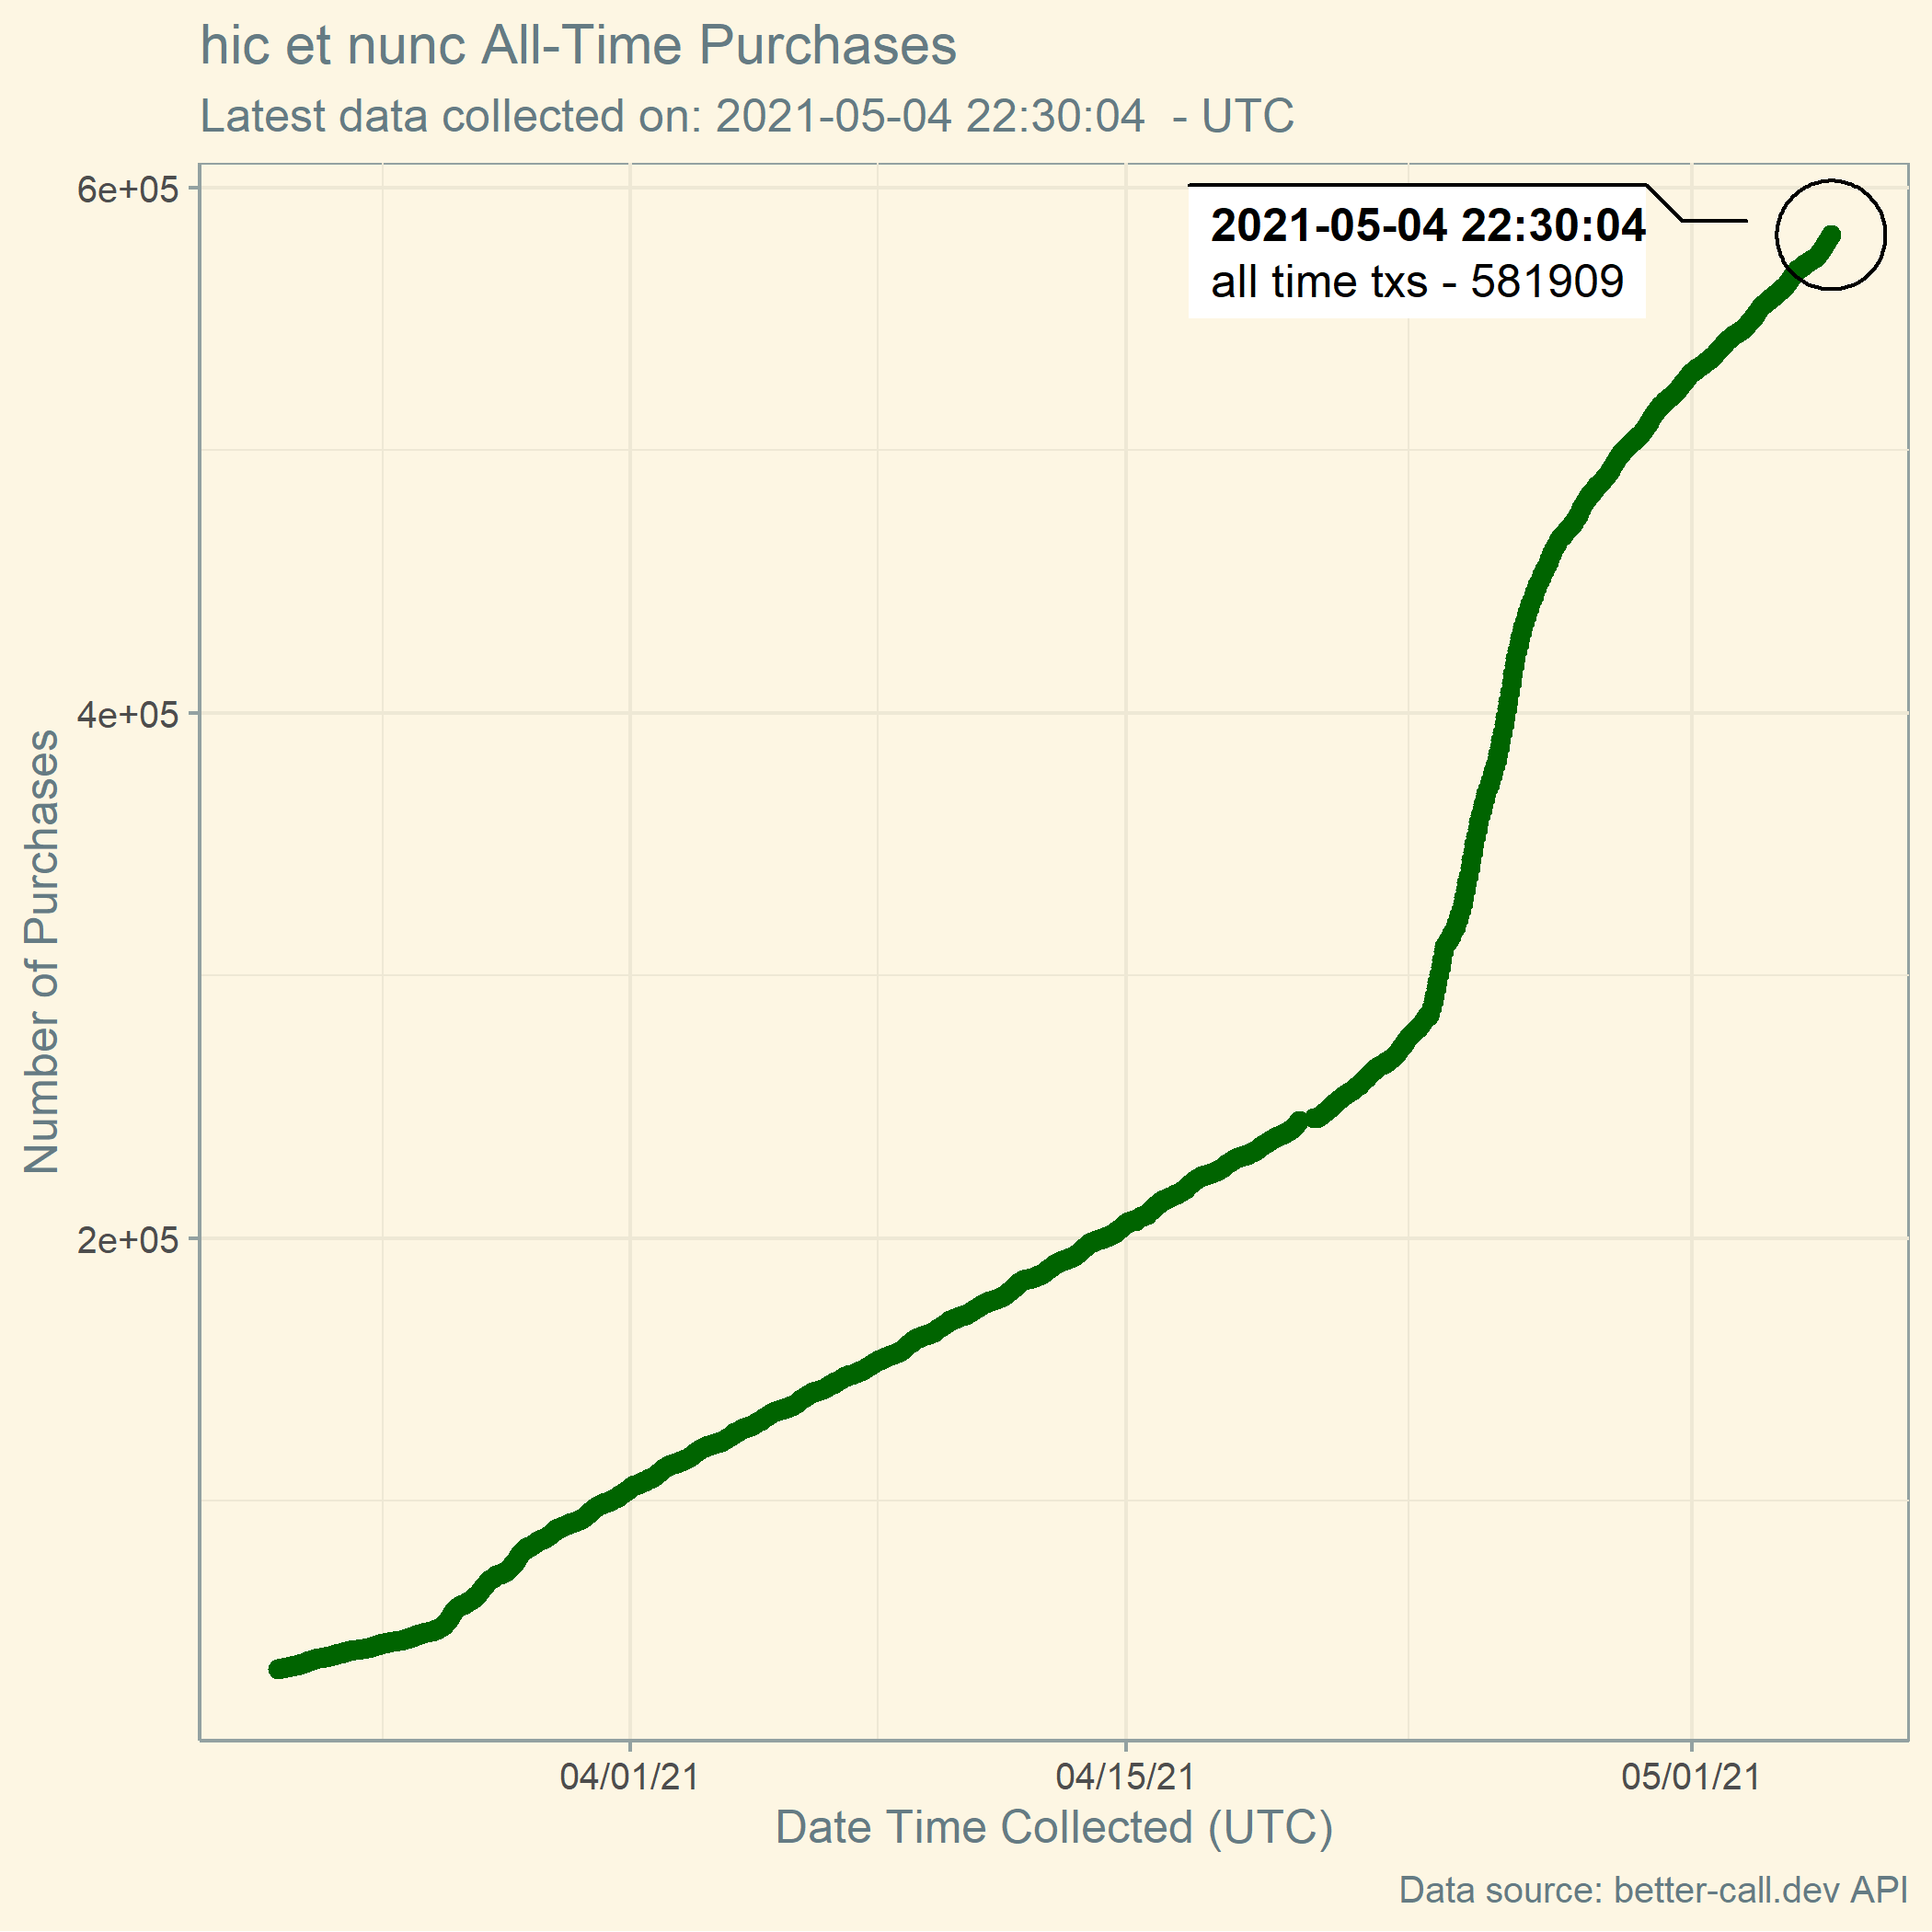 hic et nunc All-Time Purchases
Latest data collected on: 2021-05-04 22:30:04  - UTC
6e+05
4e+05
2e+05
Number of Purchases
2021-05-04 22:30:04
all time txs - 581909
04/01/21
04/15/21
05/01/21
Date Time Collected (UTC)
Data source: better-call.dev API